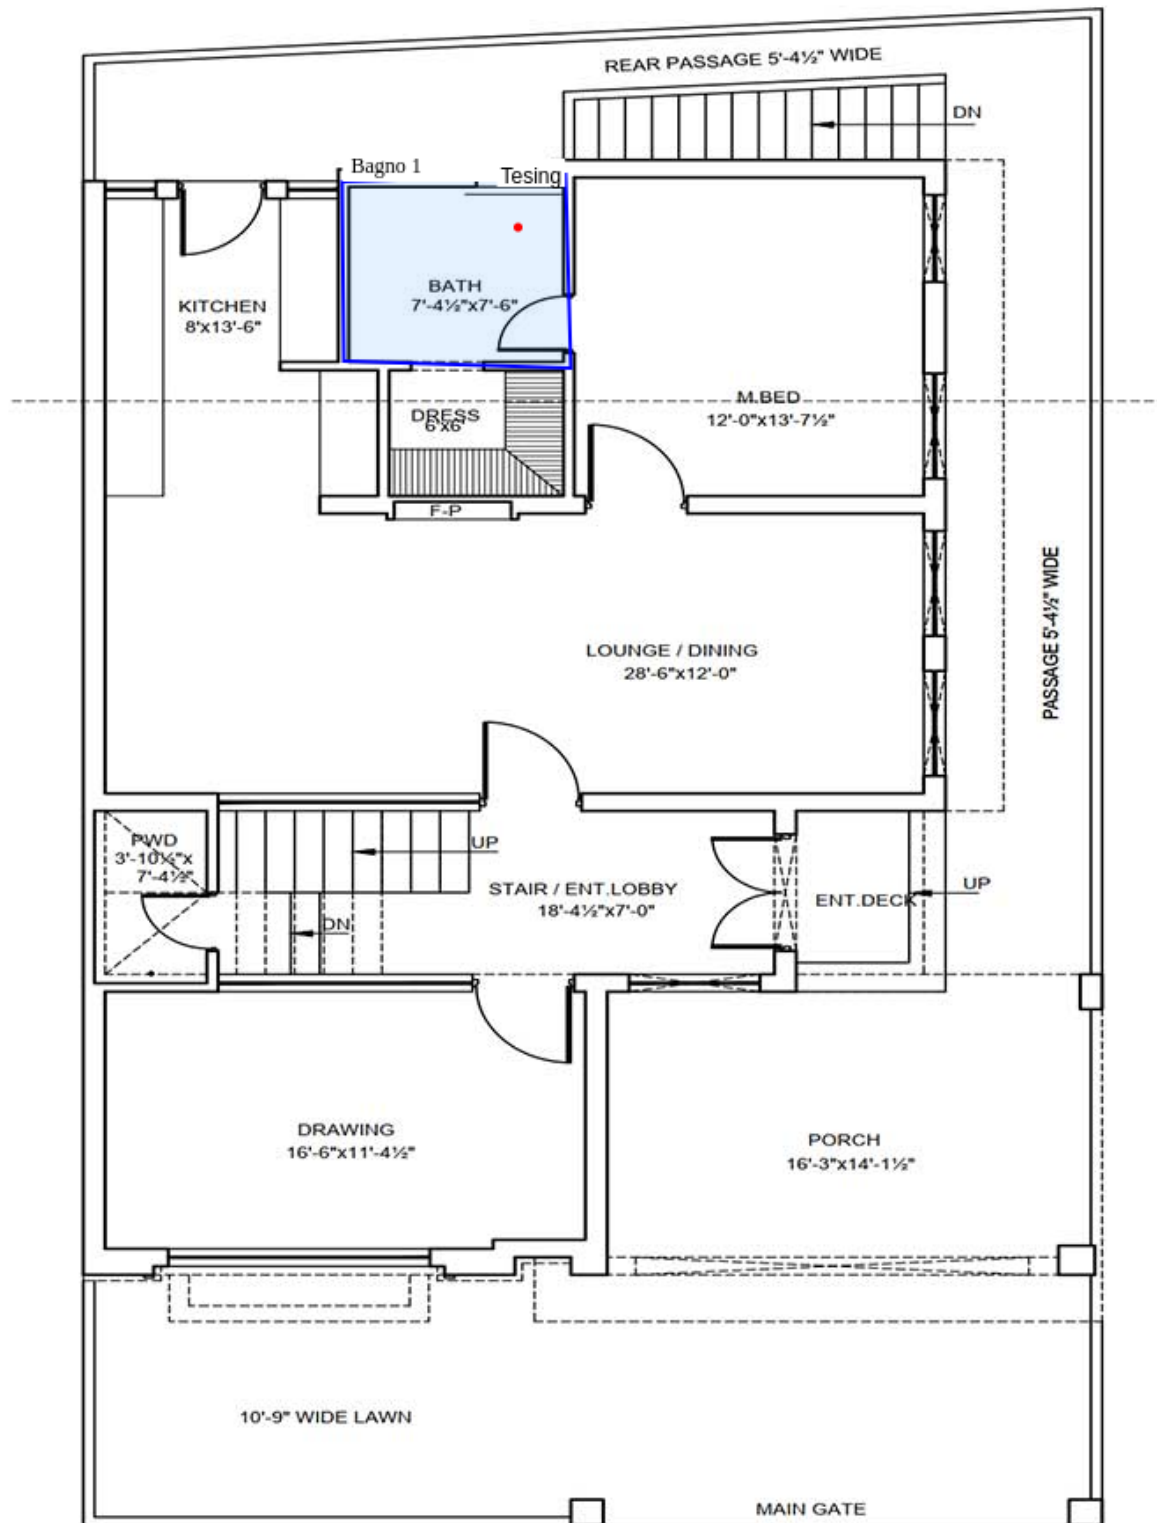 REAR PASSAGE 5'-4½" WIDE
DN
Bagno 1
Tesing
BATH
7'-4½"x7'-6"
KITCHEN
8'x13'-6"
DRESS
6'x6'
M.BED
12'-0"x13'-7½"
F-P
PASSAGE 5'-4½" WIDE
LOUNGE / DINING
28'-6"x12'-0"
PWD
3'-10½"x
7'-4½"
UP
STAIR / ENT.LOBBY
18'-4½"x7'-0"
DN
ENT.DECK
UP
DRAWING
16'-6"x11'-4½"
PORCH
16'-3"x14'-1½"
10'-9" WIDE LAWN
MAIN GATE